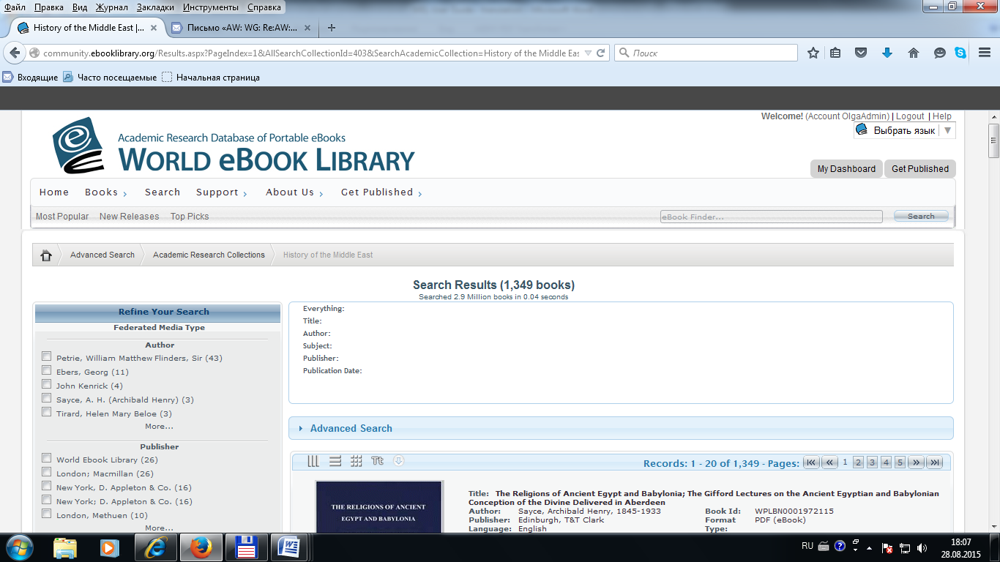 Файл Правка Вид Журнал Закладки Инструменты Справка
History of the Middle East |...
Письмо «AW: WG: Re:AW:...
community.ebooklibrary.org/Results.aspx?PageIndex=1&AllSearchCollectionId=403&SearchAcademicCollection=History of the Middle Eas
Поиск
Входящие Часто посещаемые Начальная страница
Welcome! (Account OlgaAdmin) | Logout | Help
Выбрать язык
Academic Research Database of Portable eBooks
WORLD eBOOK LIBRARY
My Dashboard Get Published
Home Books Search Support About Us Get Published
Most Popular New Releases Top Picks
eBook Finder... Search
Advanced Search Academic Research Collections History of the Middle East
Search Results (1,349 books)
Searched 2.9 Million books in 0.04 seconds
Refine Your Search
Federated Media Type
Author
Petrie, William Matthew Flinders, Sir (43)
Ebers, Georg (11)
John Kenrick (4)
Sayce, A. H. (Archibald Henry) (3)
Tirard, Helen Mary Beloe (3)
More...
Publisher
World Ebook Library (26)
London; Macmillan (26)
New York, D. Appleton & Co. (16)
New York; D. Appleton & Co. (16)
London, Methuen (10)
More...
Everything:
Title:
Author:
Subject:
Publisher:
Publication Date:
Advanced Search
Tt
Records: 1 - 20 of 1,349 - Pages: 1 2 3 4 5
THE RELIGIONS OF ANCIENT
EGYPT AND BABYLONIA
Title: The Religions of Ancient Egypt and Babylonia; The Gifford Lectures on the Ancient Egyptian and Babylonian
Conception of the Divine Delivered in Aberdeen
Author: Sayce, Archibald Henry, 1845-1933
Book Id: WPLBN0001972115
Publisher: Edinburgh, T&T Clark
Format PDF (eBook)
Language: English
Type:
RU
18:07
28.08.2015